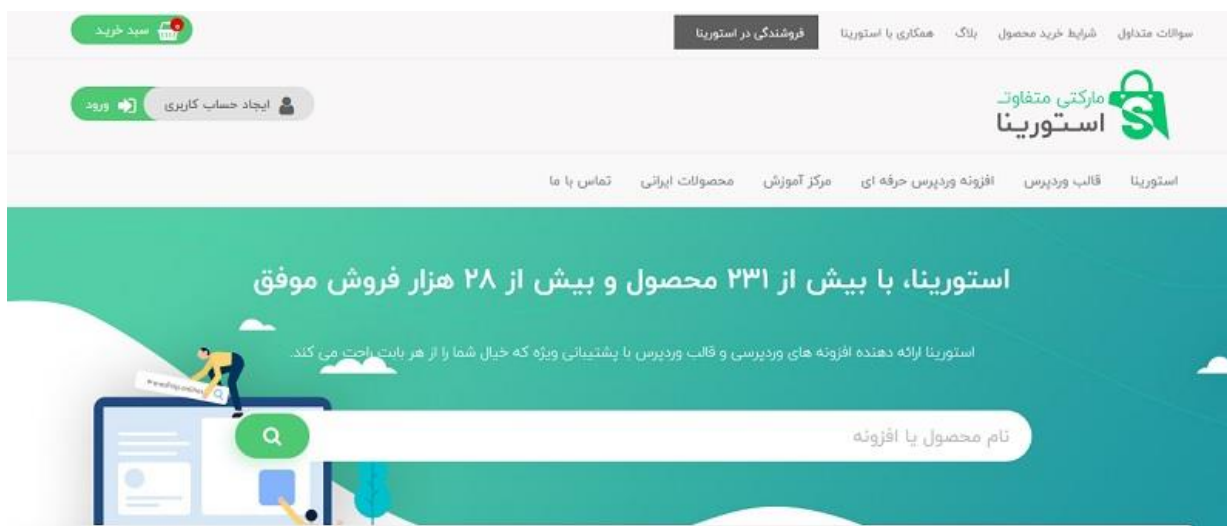 سوالات متداول شرایط خرید محصول بلاگ همکاری با استورینا فروشندگی در استورینا سبد خرید
مارکتی متفاوت
استورینا
ایجاد حساب کاربری ورود
استورینا قالب وردپرس افزونه وردپرس حرفه ای مرکز آموزش محصولات ایرانی تماس با ما
استورینا، با بیش از ۲۳۱ محصول و بیش از ۲۸ هزار فروش موفق
استورینا ارائه دهنده افزونه های وردپرسی و قالب وردپرس با پشتیبانی ویژه که خیال شما را از هر بابت راحت می کند.
نام محصول یا افزونه